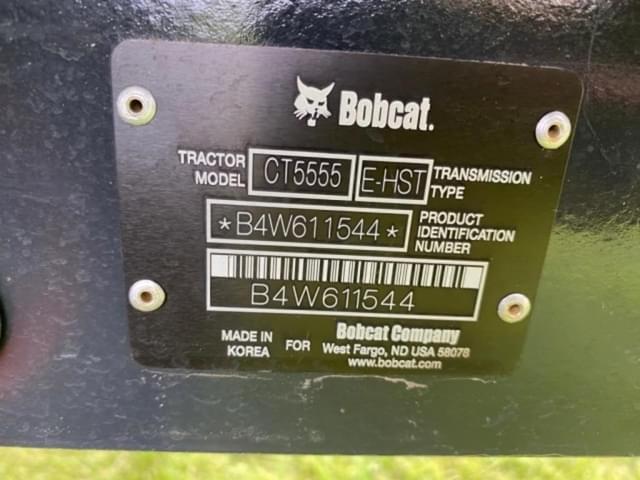 Bobcat.
TRACTOR MODEL CT5555 E-HST TRANSMISSION TYPE
*B4W611544* PRODUCT IDENTIFICATION NUMBER
B4W611544
MADE IN KOREA FOR Bobcat Company
West Fargo, ND USA 58078
www.bobcat.com